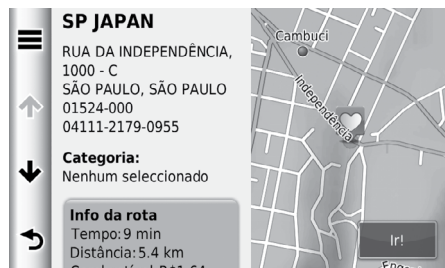 SP JAPAN
RUA DA INDEPENDÊNCIA,
1000 - C
SÃO PAULO, SÃO PAULO
01524-000
04111-2179-0955
Categoria:
Nenhum seleccionado
Info da rota
Tempo: 9 min
Distância: 5.4 km
Cambuci
Independência
Ir!